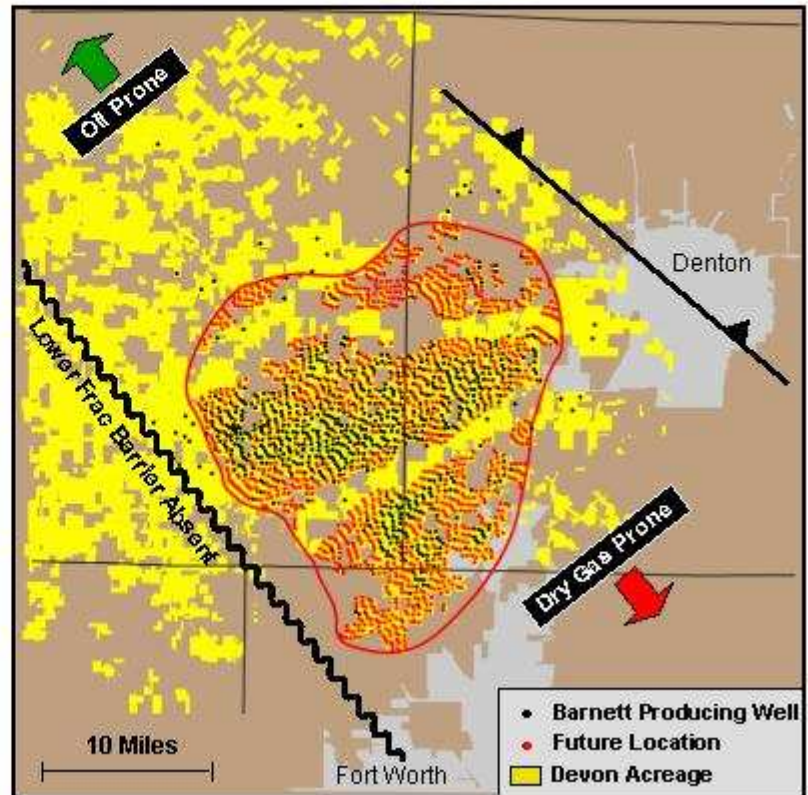 Oil Prone
Denton
Lower Frac Barrier Absent
Dry Gas Prone
10 Miles
Fort Worth
Barnett Producing Well
Future Location
Devon Acreage